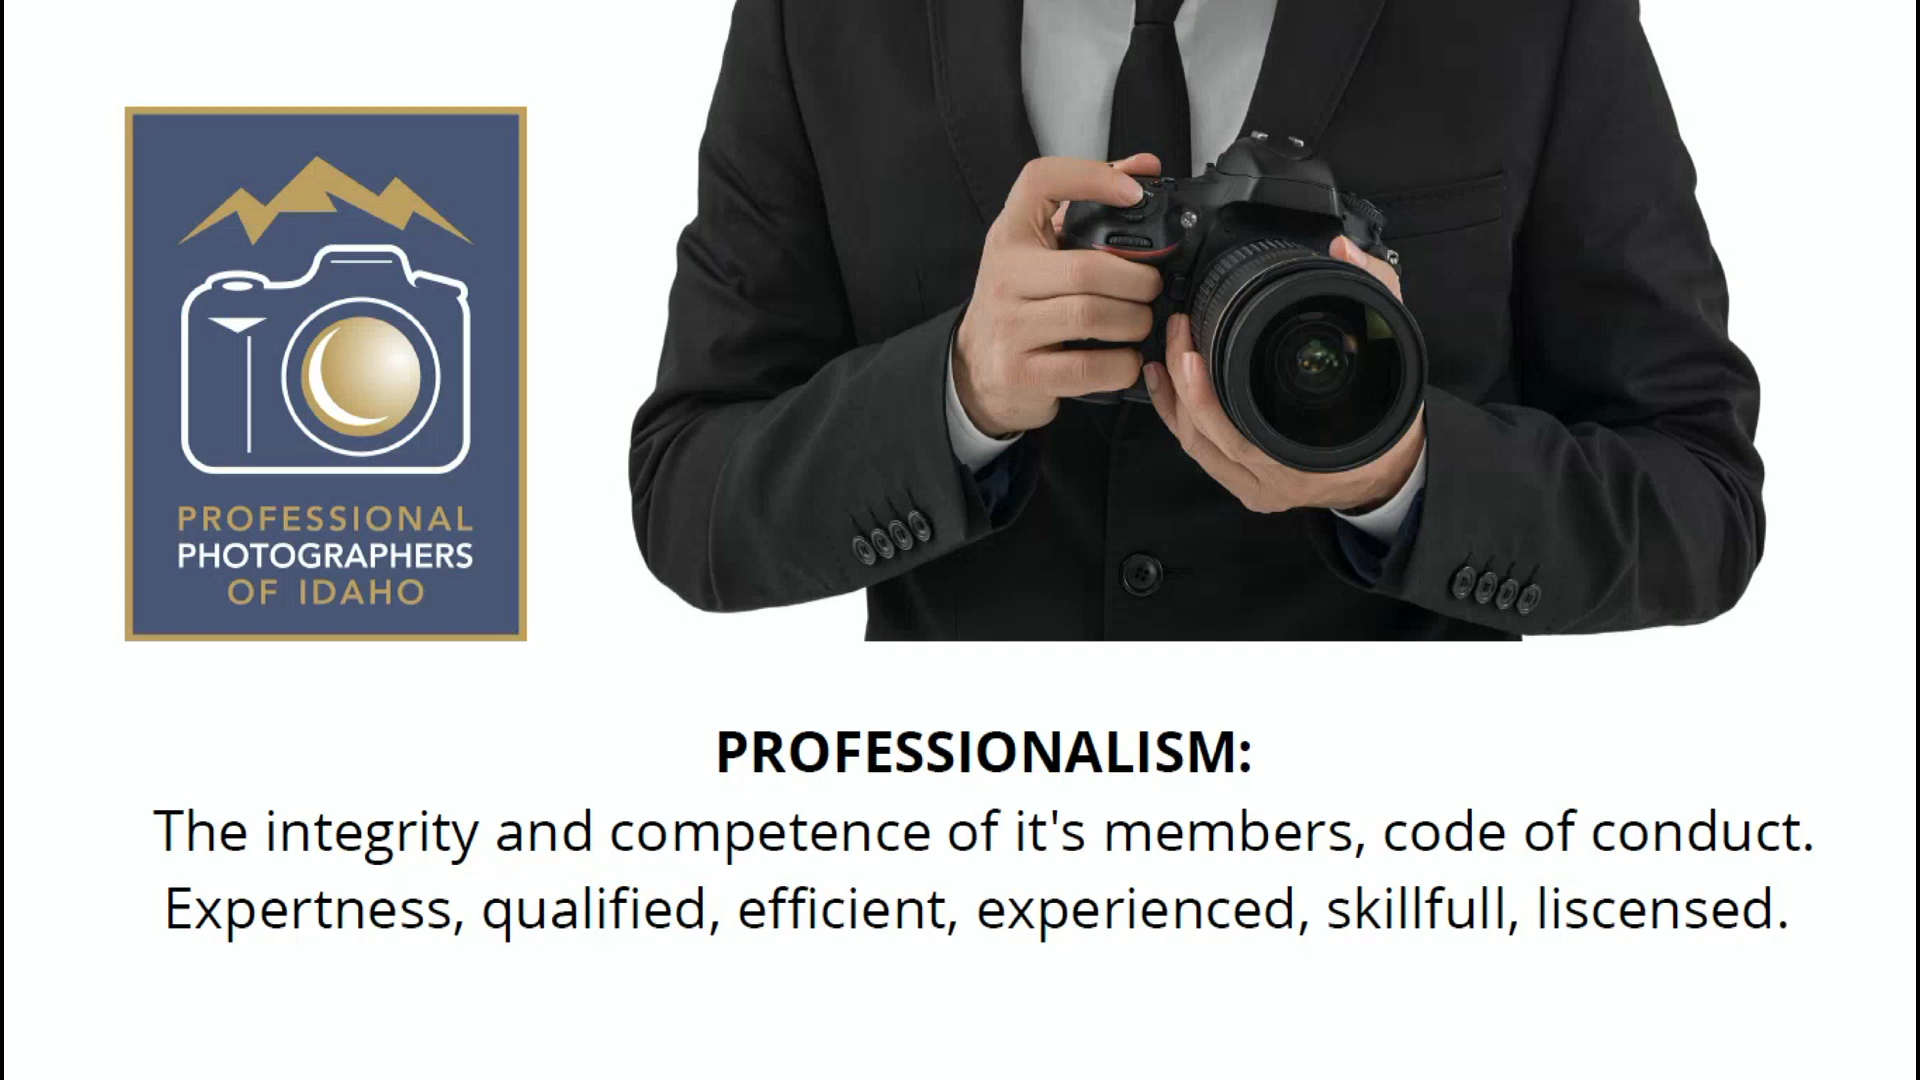 PROFESSIONAL
PHOTOGRAPHERS
OF IDAHO
PROFESSIONALISM:
The integrity and competence of it's members, code of conduct.
Expertness, qualified, efficient, experienced, skillfull, liscensed.